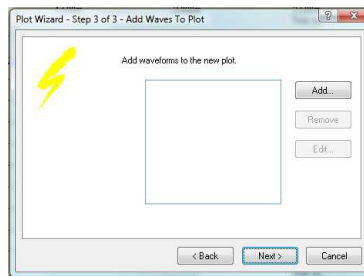 Plot Wizard - Step 3 of 3 - Add Waves To Plot
Add waveforms to the new plot.
Add...
Remove
Edit...
< Back
Next >
Cancel